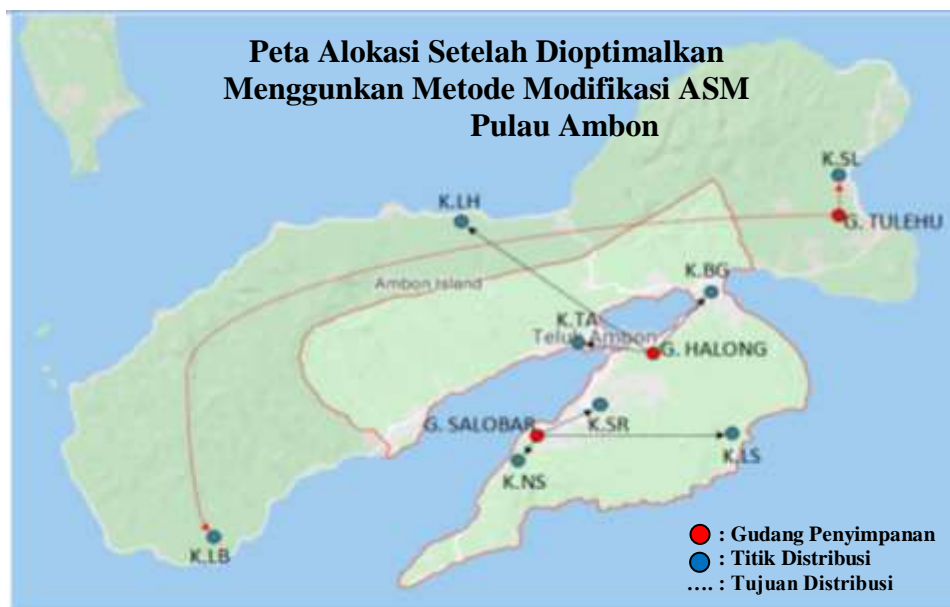 Peta Alokasi Setelah Dioptimalkan
Menggunkan Metode Modifikasi ASM
Pulau Ambon
K.SL
K.LH
G. TULEHU
K.BG
Ambon Island
K.TA
Teluk Ambon
G. HALONG
G. SALOBAR
K.SR
K.LS
K.NS
K.LB
: Gudang Penyimpanan
: Titik Distribusi
.... : Tujuan Distribusi